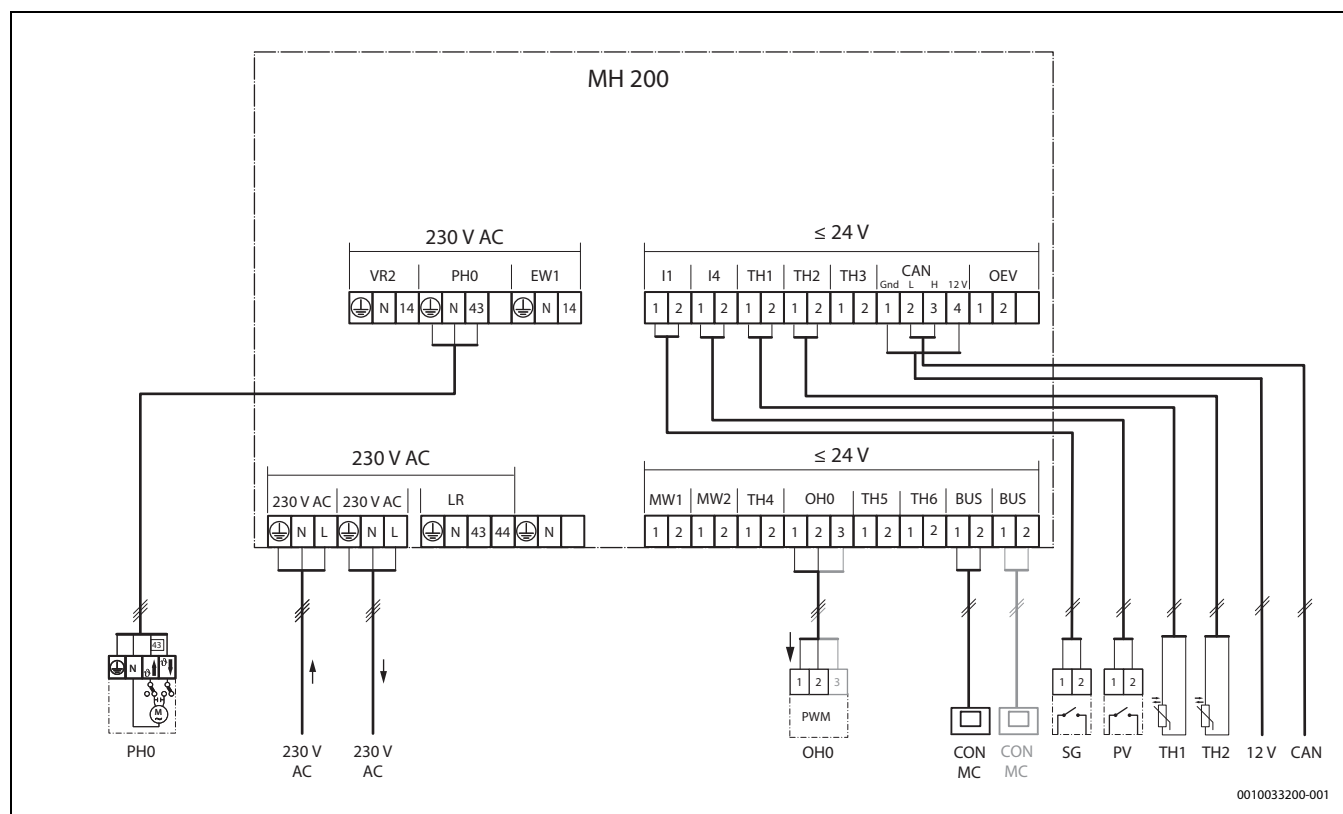 MH 200
230 V AC
≤ 24 V
VR2 PH0 EW1
I1 I4 TH1 TH2 TH3 CAN OEV
Gnd L H 12 V
N 14 N 43 N 14
1 2 1 2 1 2 1 2 1 2 1 2 3 4 1 2
230 V AC
≤ 24 V
230 V AC 230 V AC LR
MW1 MW2 TH4 OH0 TH5 TH6 BUS BUS
N L N L N 43 44 N
1 2 1 2 1 2 1 2 3 1 2 1 2 1 2 1 2
43
N ϑ ϑ
M
1 2 3
1 2
1 2
PWM
PH0
230 V
AC
230 V
AC
OH0
CON
MC
CON
MC
SG
PV
TH1
TH2
12 V
CAN
0010033200-001